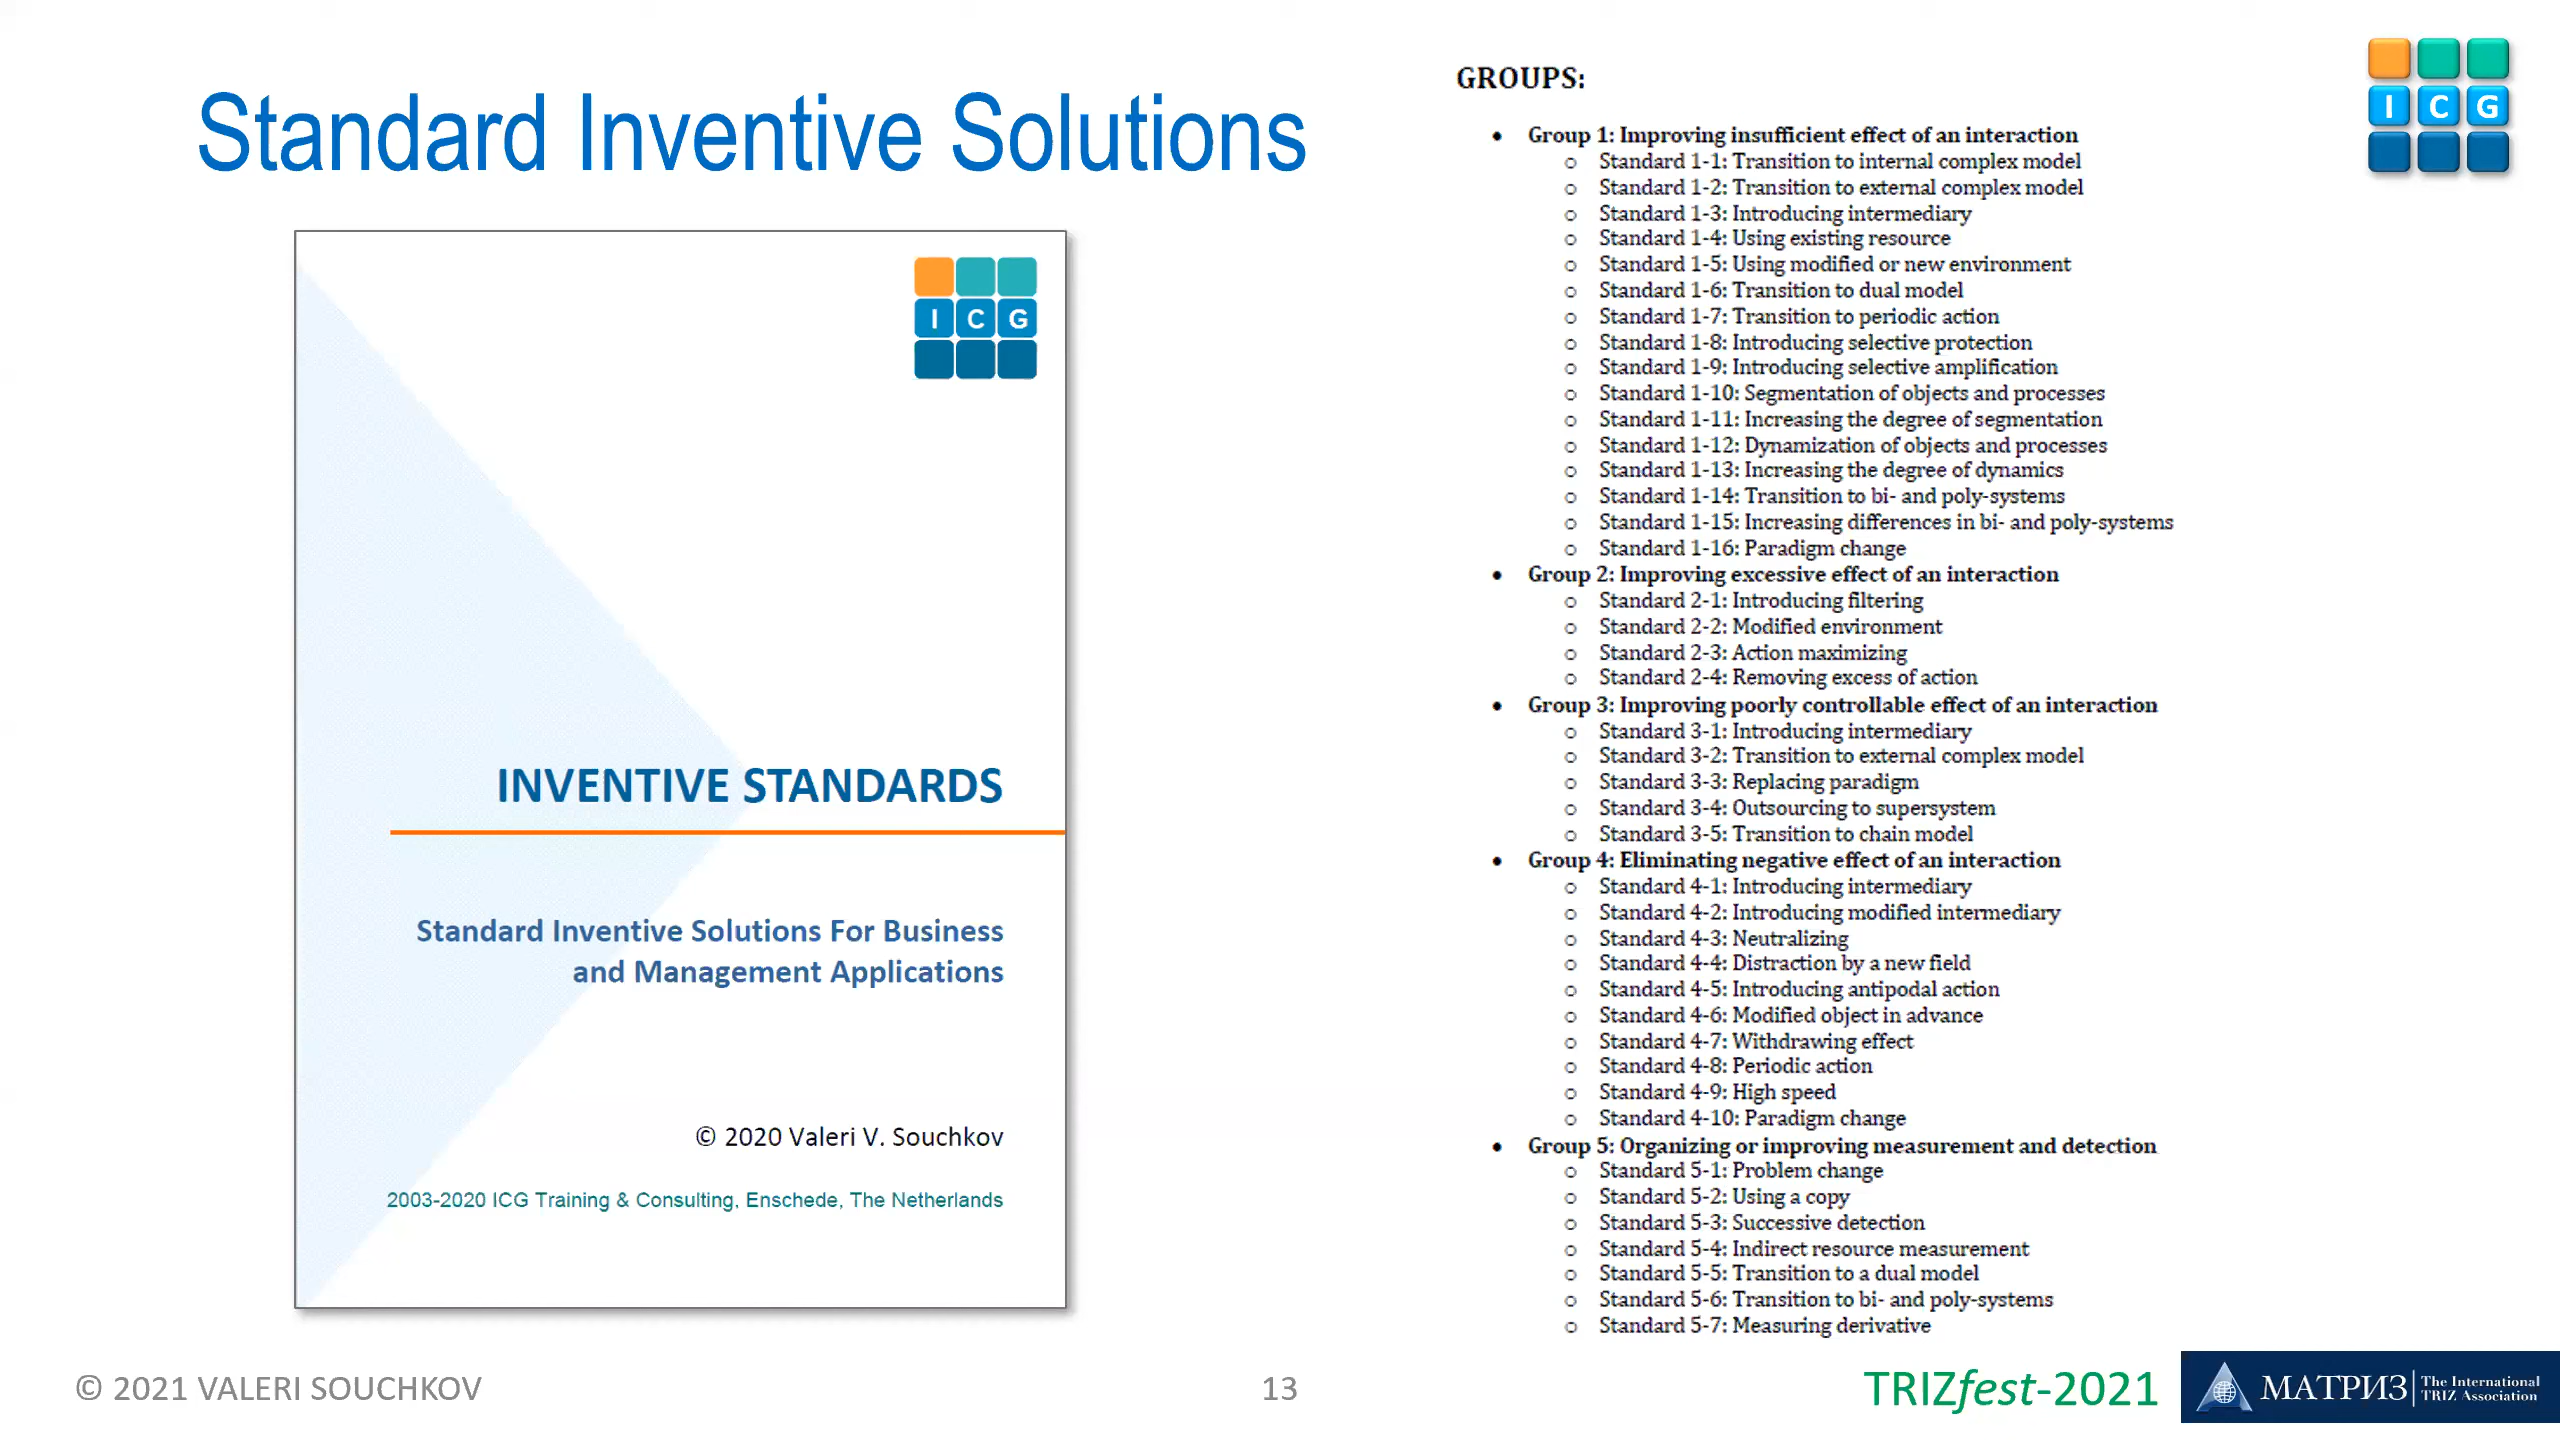 Standard Inventive Solutions
I C G
INVENTIVE STANDARDS
Standard Inventive Solutions For Business
and Management Applications
© 2020 Valeri V. Souchkov
2003-2020 ICG Training & Consulting, Enschede, The Netherlands
GROUPS:
• Group 1: Improving insufficient effect of an interaction
o Standard 1-1: Transition to internal complex model
o Standard 1-2: Transition to external complex model
o Standard 1-3: Introducing intermediary
o Standard 1-4: Using existing resource
o Standard 1-5: Using modified or new environment
o Standard 1-6: Transition to dual model
o Standard 1-7: Transition to periodic action
o Standard 1-8: Introducing selective protection
o Standard 1-9: Introducing selective amplification
o Standard 1-10: Segmentation of objects and processes
o Standard 1-11: Increasing the degree of segmentation
o Standard 1-12: Dynamization of objects and processes
o Standard 1-13: Increasing the degree of dynamics
o Standard 1-14: Transition to bi- and poly-systems
o Standard 1-15: Increasing differences in bi- and poly-systems
o Standard 1-16: Paradigm change
• Group 2: Improving excessive effect of an interaction
o Standard 2-1: Introducing filtering
o Standard 2-2: Modified environment
o Standard 2-3: Action maximizing
o Standard 2-4: Removing excess of action
• Group 3: Improving poorly controllable effect of an interaction
o Standard 3-1: Introducing intermediary
o Standard 3-2: Transition to external complex model
o Standard 3-3: Replacing paradigm
o Standard 3-4: Outsourcing to supersystem
o Standard 3-5: Transition to chain model
• Group 4: Eliminating negative effect of an interaction
o Standard 4-1: Introducing intermediary
o Standard 4-2: Introducing modified intermediary
o Standard 4-3: Neutralizing
o Standard 4-4: Distraction by a new field
o Standard 4-5: Introducing antipodal action
o Standard 4-6: Modified object in advance
o Standard 4-7: Withdrawing effect
o Standard 4-8: Periodic action
o Standard 4-9: High speed
o Standard 4-10: Paradigm change
• Group 5: Organizing or improving measurement and detection
o Standard 5-1: Problem change
o Standard 5-2: Using a copy
o Standard 5-3: Successive detection
o Standard 5-4: Indirect resource measurement
o Standard 5-5: Transition to a dual model
o Standard 5-6: Transition to bi- and poly-systems
o Standard 5-7: Measuring derivative
I C G
© 2021 VALERI SOUCHKOV
13
TRIZfest-2021
МАТРИЗ
The International
TRIZ Association